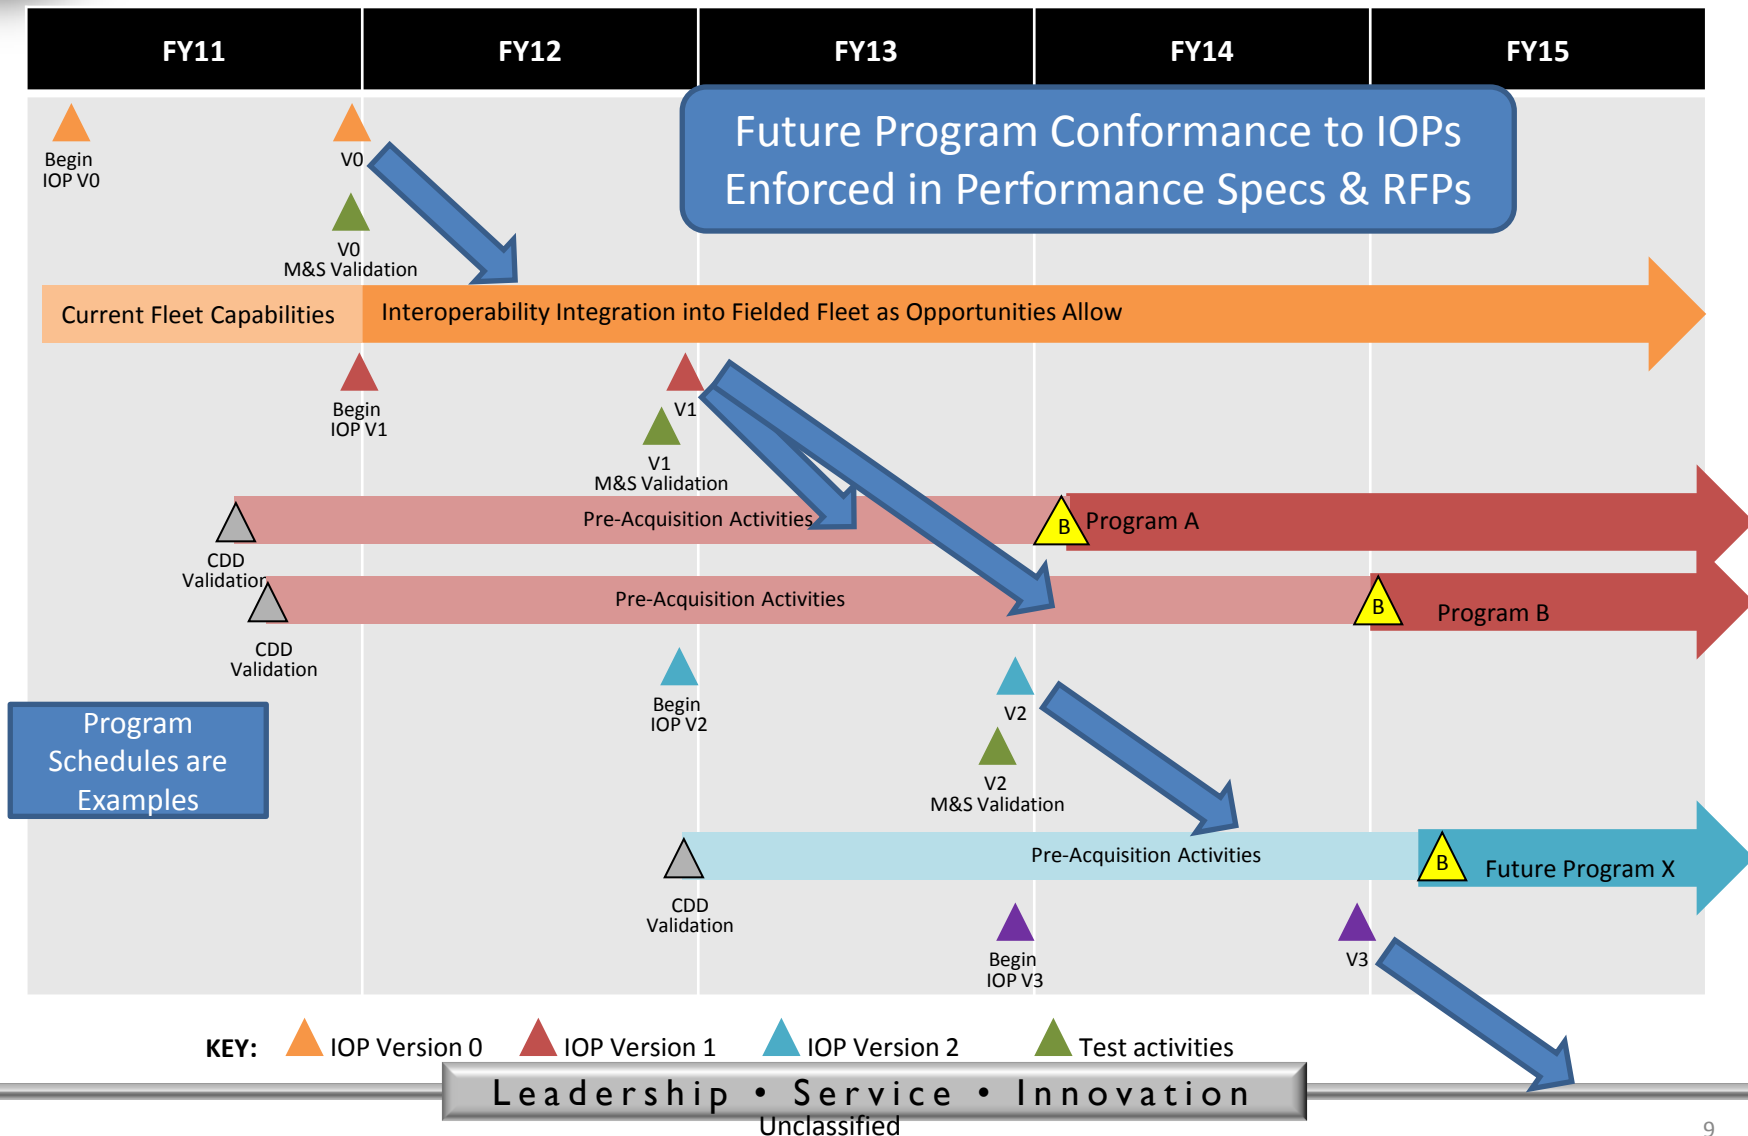 FY11
FY12
FY13
FY14
FY15
Future Program Conformance to IOPs
Enforced in Performance Specs & RFPs
Begin
IOP V0
V0
V0
M&S Validation
Current Fleet Capabilities
Interoperability Integration into Fielded Fleet as Opportunities Allow
Begin
IOP V1
V1
V1
M&S Validation
Pre-Acquisition Activities
B
Program A
CDD
Validation
Pre-Acquisition Activities
B
Program B
CDD
Validation
Begin
IOP V2
V2
V2
M&S Validation
Program
Schedules are
Examples
Pre-Acquisition Activities
B
Future Program X
CDD
Validation
Begin
IOP V3
V3
KEY:
IOP Version 0
IOP Version 1
IOP Version 2
Test activities
Leadership • Service • Innovation
Unclassified
9